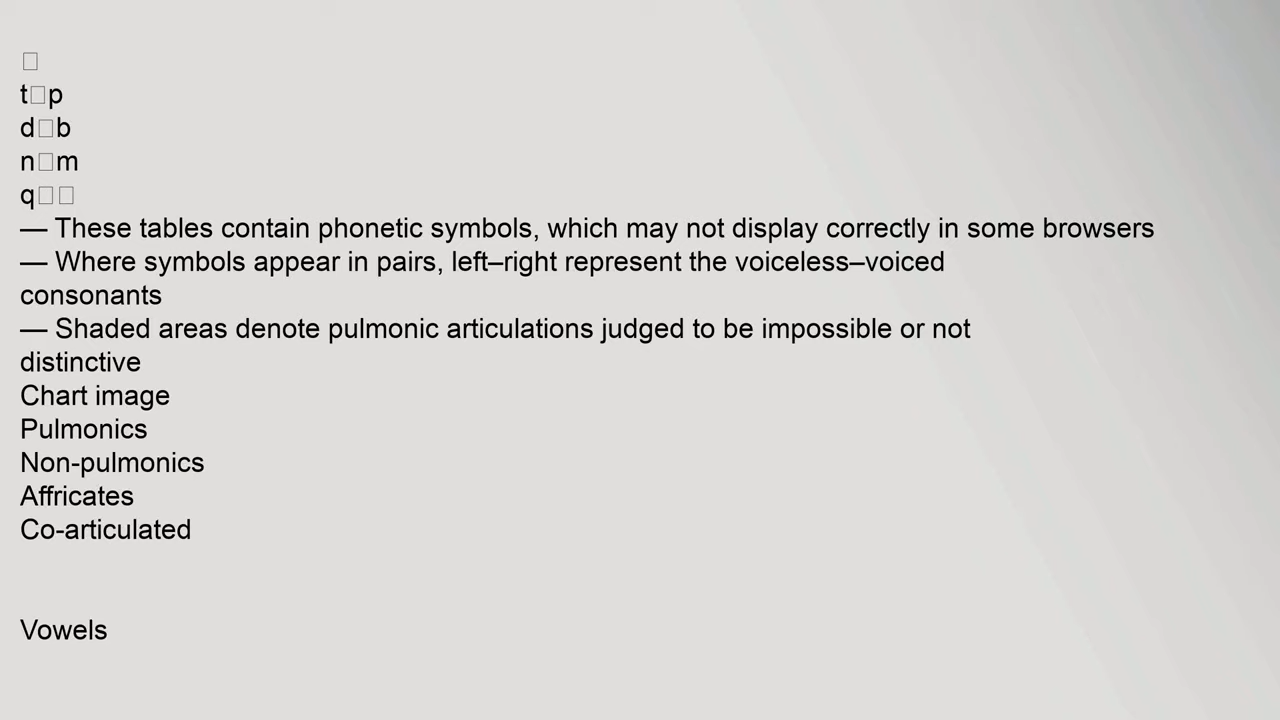 □
t□p
d□b
n□m
q□□
— These tables contain phonetic symbols, which may not display correctly in some browsers
— Where symbols appear in pairs, left–right represent the voiceless–voiced
consonants
— Shaded areas denote pulmonic articulations judged to be impossible or not
distinctive
Chart image
Pulmonics
Non-pulmonics
Affricates
Co-articulated
Vowels